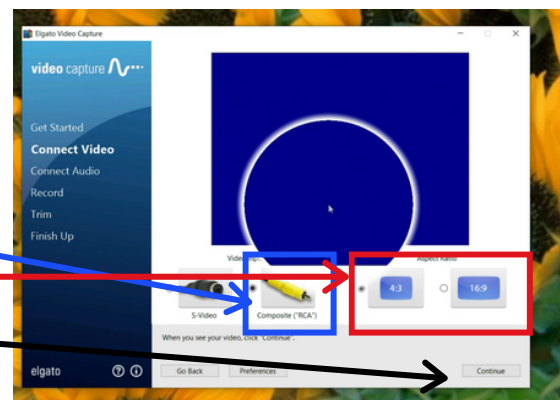 Elgato Video Capture
video capture
Get Started
Connect Video
Connect Audio
Record
Trim
Finish Up
Aspect Ratio
S-Video
Composite ("RCA")
4:3
16:9
When you see your video, click 'Continue'.
elgato
Go Back
Preferences
Continue